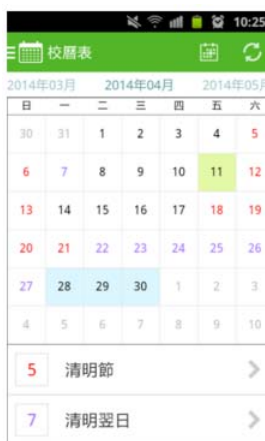 10:25
校曆表
2014年03月 2014年04月 2014年05月
日 一 二 三 四 五 六
30 31 1 2 3 4 5
6 7 8 9 10 11 12
13 14 15 16 17 18 19
20 21 22 23 24 25 26
27 28 29 30 1 2 3
4 5 6 7 8 9 10
5 清明節
7 清明翌日